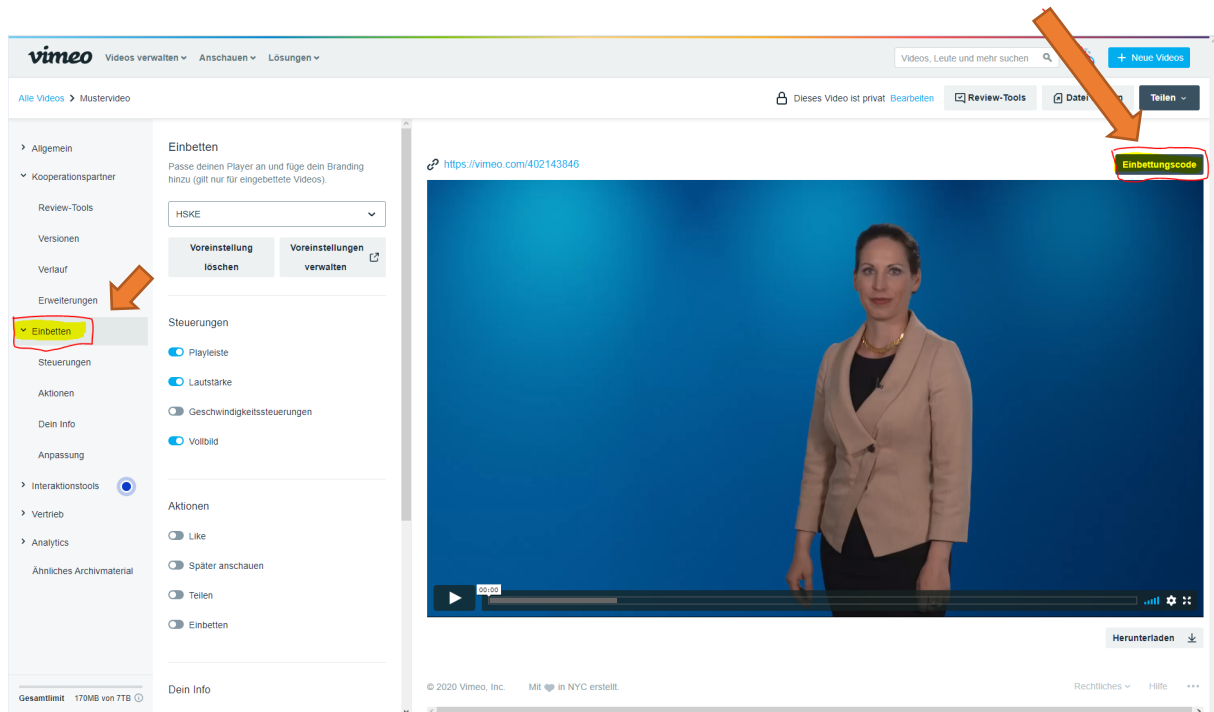 vimeo Videos verwalten Anschauen Lösungen Videos, Leute und mehr suchen + Neue Videos
Alle Videos > Mustervideo Dieses Video ist privat Bearbeiten Review-Tools Teilen
Allgemein
Kooperationspartner
Review-Tools
Versionen
Verlauf
Erweiterungen
Einbetten
Steuerungen
Aktionen
Dein Info
Anpassung
Interaktionstools
Vertrieb
Analytics
Ähnliches Archivmaterial
Gesamtlimit 170MB von 7TB
Einbetten
Passe deinen Player an und füge dein Branding
hinzu (gilt nur für eingebettete Videos).
HSKE
Voreinstellung
löschen
Voreinstellungen
verwalten
Steuerungen
Playleiste
Lautstärke
Geschwindigkeitssteuerungen
Vollbild
Aktionen
Like
Später anschauen
Teilen
Einbetten
Dein Info
https://vimeo.com/402143846
Einbettungscode
00:00
Herunterladen
© 2020 Vimeo, Inc. Mit in NYC erstellt. Rechtliches Hilfe